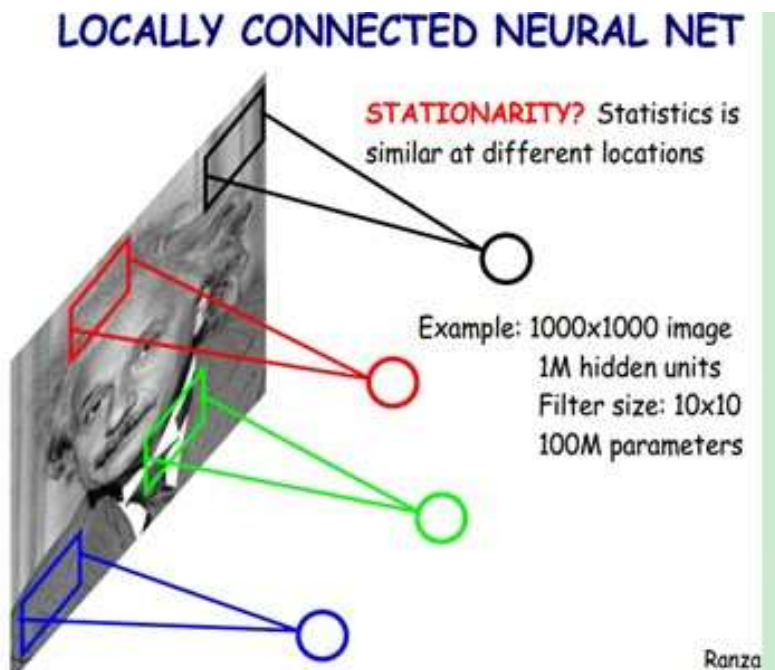 LOCALLY CONNECTED NEURAL NET
STATIONARITY? Statistics is
similar at different locations
Example: 1000x1000 image
1M hidden units
Filter size: 10x10
100M parameters
Ranza